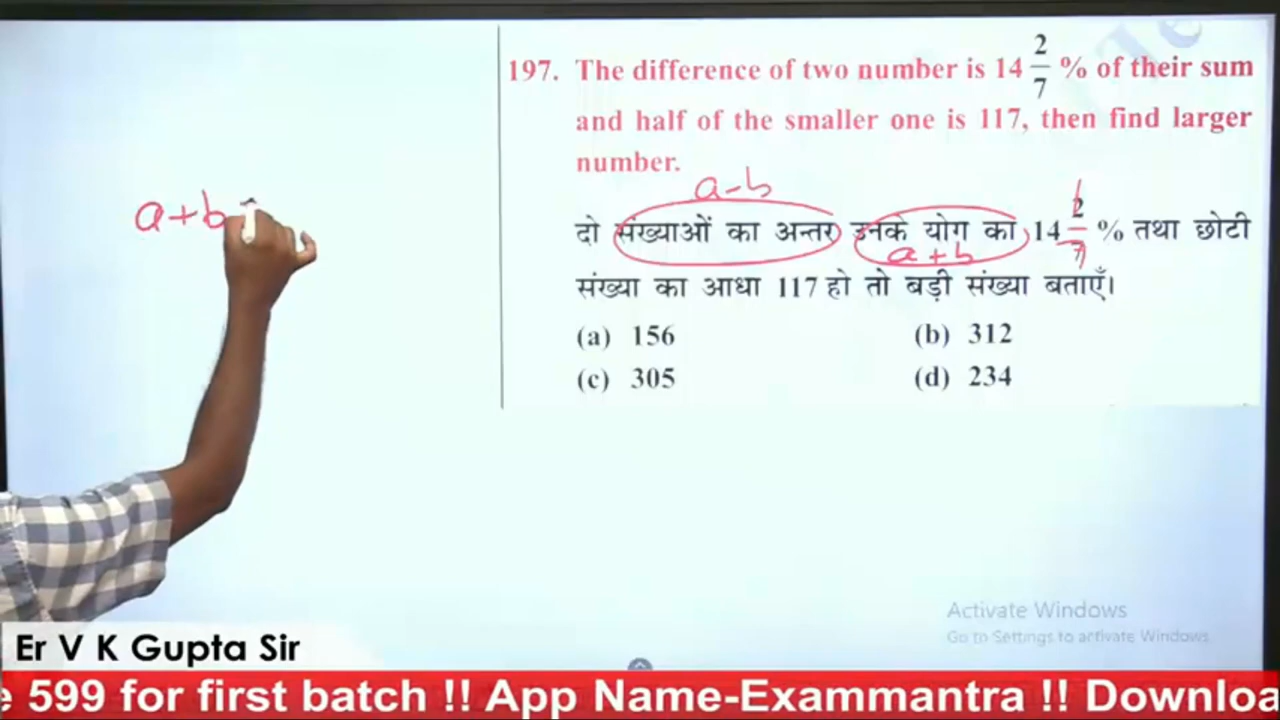 197. The difference of two number is 14 2/7 % of their sum
and half of the smaller one is 117, then find larger
number.
a-b
a+b
दो संख्याओं का अन्तर उनके योग का 14 2/7 % तथा छोटी
1
7
a+b
संख्या का आधा 117 हो तो बड़ी संख्या बताएँ।
(a) 156
(b) 312
(c) 305
(d) 234
Activate Windows
Go to Settings to activate Windows.
Er V K Gupta Sir
e 599 for first batch !! App Name-Exammantra !! Downloa